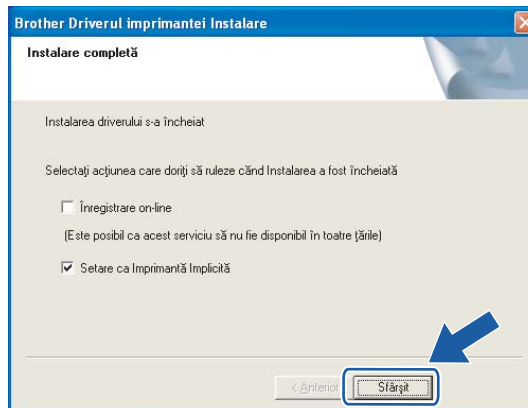 Brother Driverul imprimantei Instalare
Instalare completă
Instalarea driverului s-a încheiat
Selectaţi acţiunea care doriţi să ruleze cănd Instalarea a fost încheiată
Înregistrare on-line
(Este posibil ca acest serviciu să nu fie disponibil în toatre ţările)
Setare ca Imprimantă Implicită
< Anterior
Sfârşit